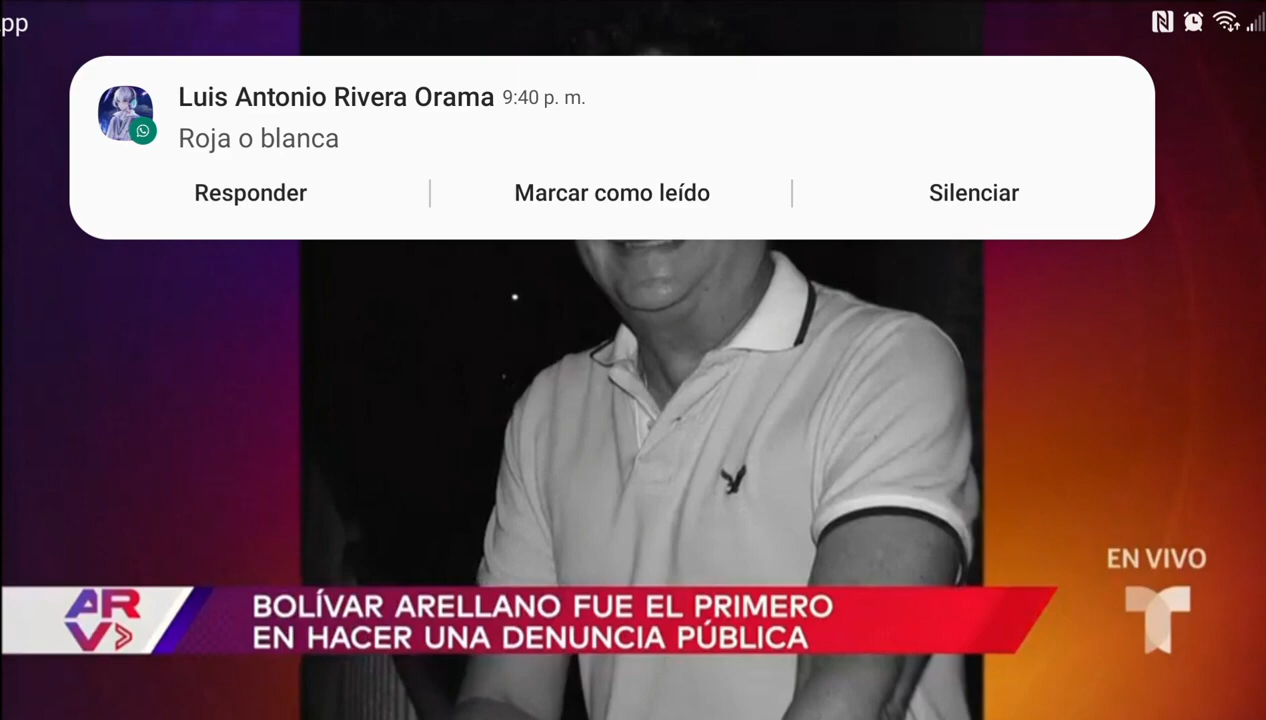 pp
Luis Antonio Rivera Orama 9:40 p. m.
Roja o blanca
Responder
Marcar como leído
Silenciar
EN VIVO
ARV
BOLÍVAR ARELLANO FUE EL PRIMERO
EN HACER UNA DENUNCIA PÚBLICA